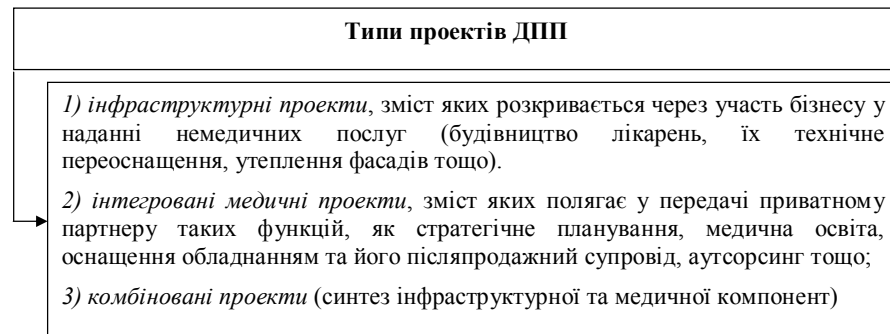 Типи проектів ДПП
1) інфраструктурні проекти, зміст яких розкривається через участь бізнесу у
наданні немедичних послуг (будівництво лікарень, їх технічне
переоснащення, утеплення фасадів тощо).
2) інтегровані медичні проекти, зміст яких полягає у передачі приватному
партнеру таких функцій, як стратегічне планування, медична освіта,
оснащення обладнанням та його післяпродажний супровід, аутсорсинг тощо;
3) комбіновані проекти (синтез інфраструктурної та медичної компонент)